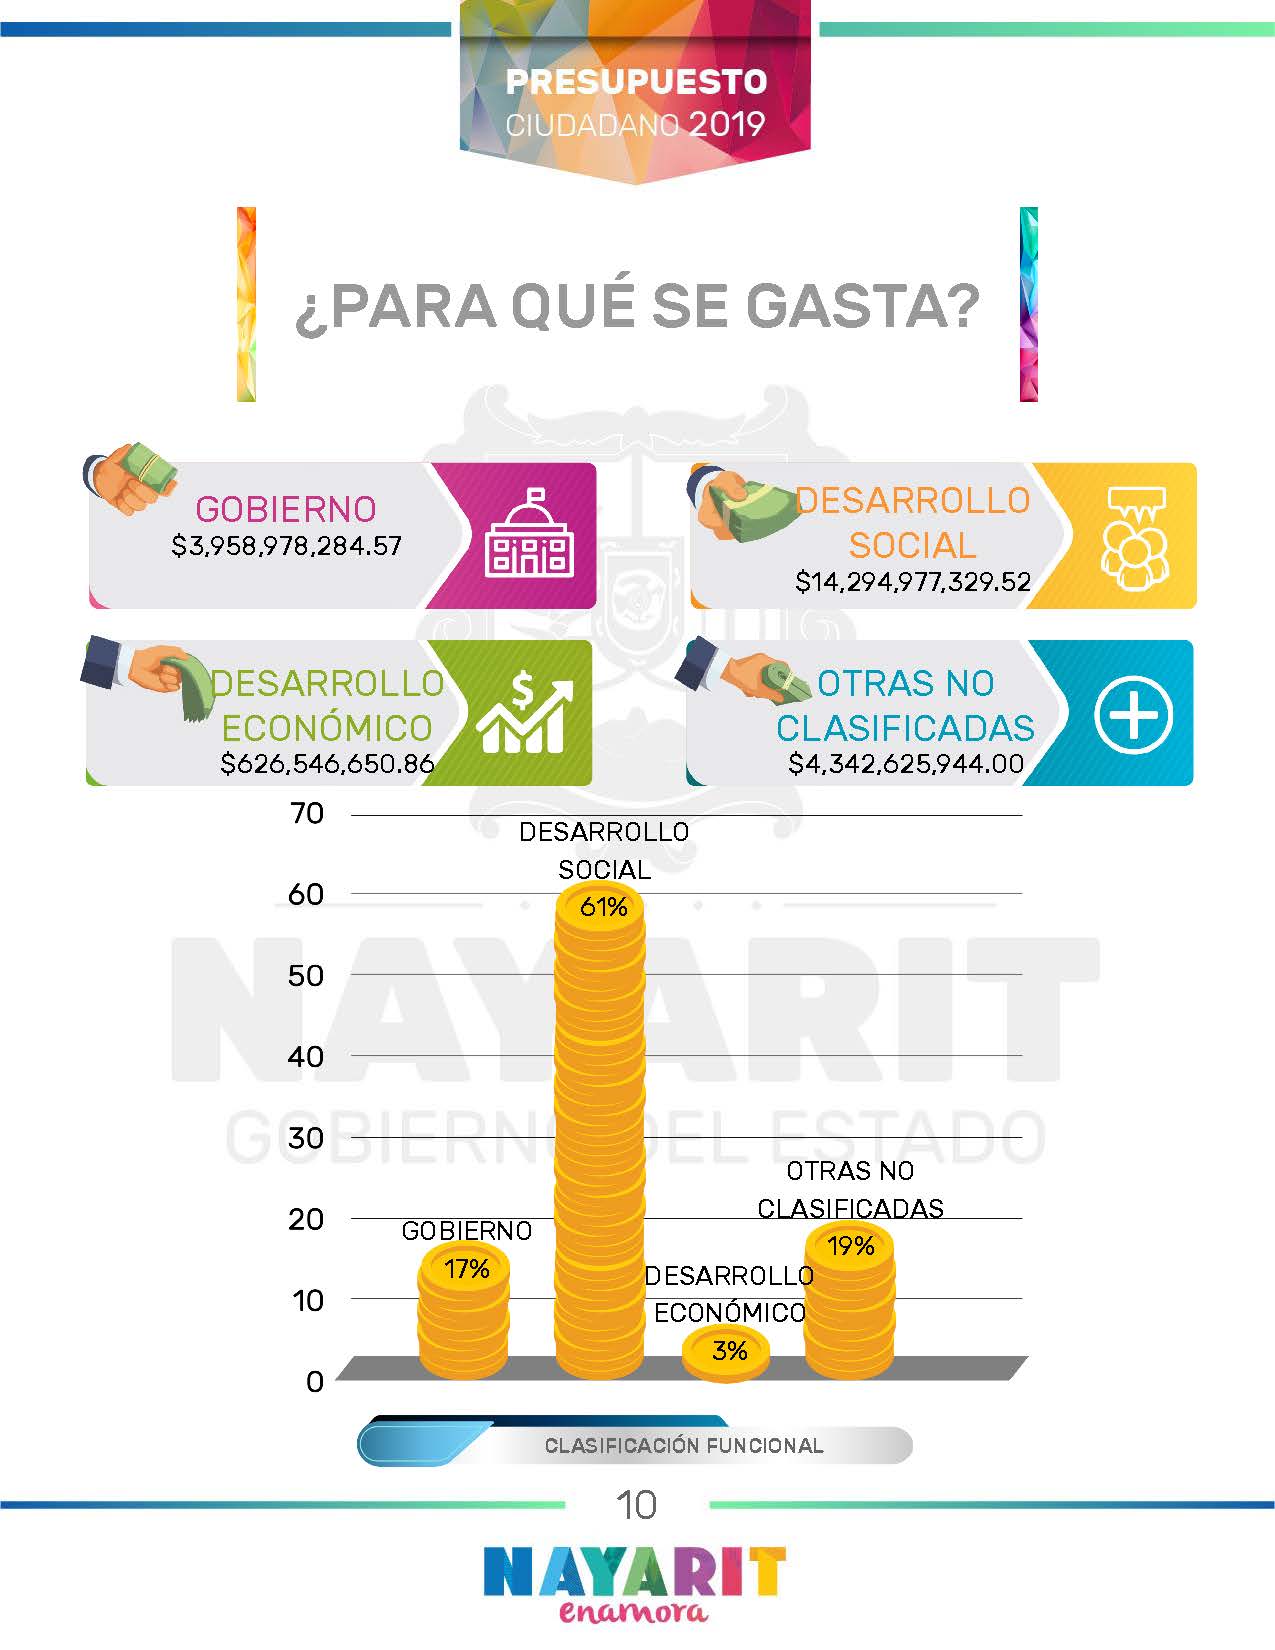 PRESUPUESTO
CIUDADANO 2019
¿PARA QUÉ SE GASTA?
GOBIERNO
$3,958,978,284.57
DESARROLLO
SOCIAL
$14,294,977,329.52
DESARROLLO
ECONÓMICO
$626,546,650.86
OTRAS NO
CLASIFICADAS
$4,342,625,944.00
70
60
50
40
30
20
10
0
DESARROLLO
SOCIAL
61%
GOBIERNO
17%
DESARROLLO
ECONÓMICO
3%
OTRAS NO
CLASIFICADAS
19%
NAYARIT
GOBIERNO DEL ESTADO
CLASIFICACIÓN FUNCIONAL
10
NAYARIT
enamora